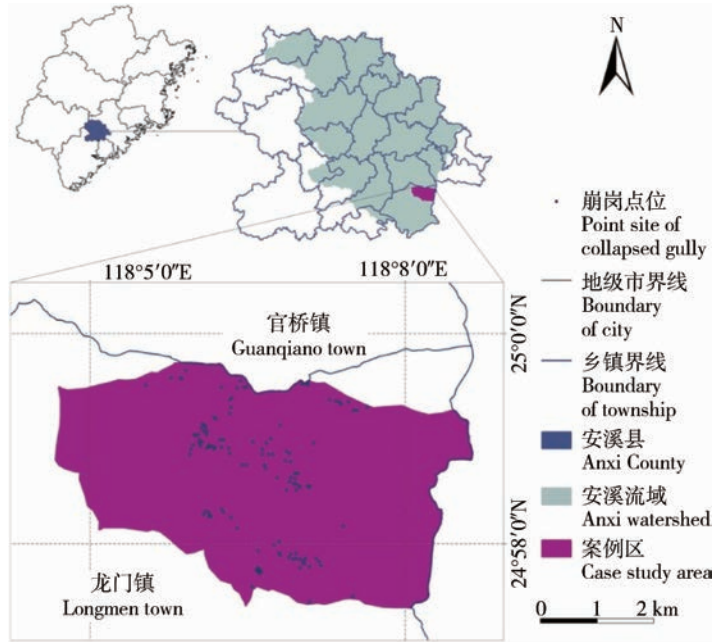 N
崩岗点位
Point site of
collapsed gully
地级市界线
Boundary
of city
乡镇界线
Boundary
of township
安溪县
Anxi County
安溪流域
Anxi watershed
案例区
Case study area
0 1 2 km
118°5′0″E 118°8′0″E
25°0′0″N
24°58′0″N
官桥镇
Guanqiano town
龙门镇
Longmen town